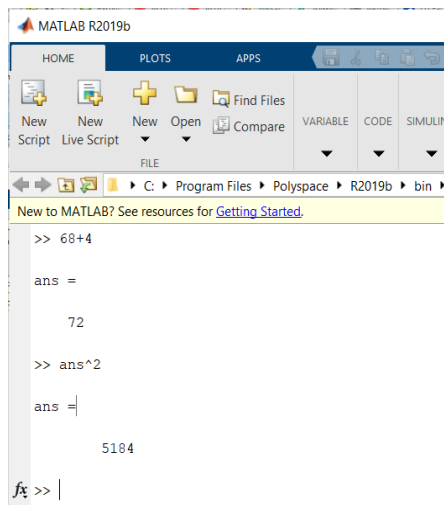 MATLAB R2019b
HOME PLOTS APPS
New Script
New Live Script
New
Open
Find Files
Compare
VARIABLE
CODE
FILE
C: Program Files Polyspace R2019b bin
New to MATLAB? See resources for Getting Started.
>> 68+4
ans =
72
>> ans^2
ans =
5184
fx >>